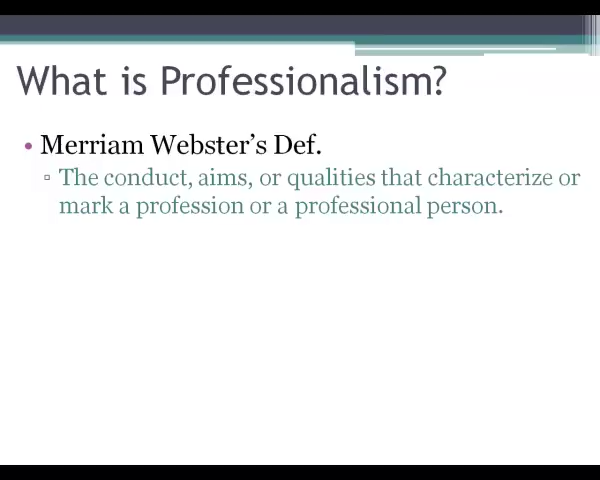 What is Professionalism?
• Merriam Webster’s Def.
▫ The conduct, aims, or qualities that characterize or
mark a profession or a professional person.